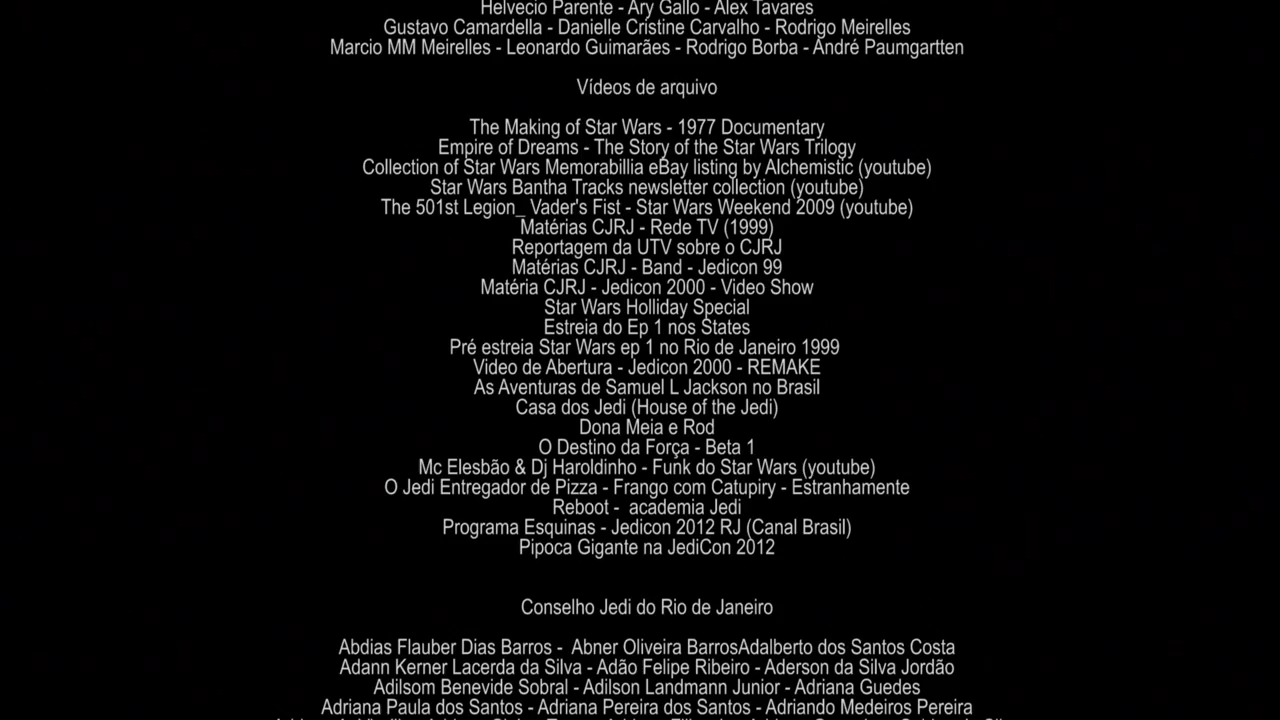 Helvecio Parente - Ary Gallo - Alex Tavares
Gustavo Camardella - Danielle Cristine Carvalho - Rodrigo Meirelles
Marcio MM Meirelles - Leonardo Guimarães - Rodrigo Borba - André Paumgartten
Vídeos de arquivo
The Making of Star Wars - 1977 Documentary
Empire of Dreams - The Story of the Star Wars Trilogy
Collection of Star Wars Memorabillia eBay listing by Alchemistic (youtube)
Star Wars Bantha Tracks newsletter collection (youtube)
The 501st Legion_ Vader's Fist - Star Wars Weekend 2009 (youtube)
Matérias CJRJ - Rede TV (1999)
Reportagem da UTV sobre o CJRJ
Matérias CJRJ - Band - Jedicon 99
Matéria CJRJ - Jedicon 2000 - Video Show
Star Wars Holliday Special
Estreia do Ep 1 nos States
Pré estreia Star Wars ep 1 no Rio de Janeiro 1999
Video de Abertura - Jedicon 2000 - REMAKE
As Aventuras de Samuel L Jackson no Brasil
Casa dos Jedi (House of the Jedi)
Dona Meia e Rod
O Destino da Força - Beta 1
Mc Elesbão & Dj Haroldinho - Funk do Star Wars (youtube)
O Jedi Entregador de Pizza - Frango com Catupiry - Estranhamente
Reboot -  academia Jedi
Programa Esquinas - Jedicon 2012 RJ (Canal Brasil)
Pipoca Gigante na JediCon 2012
Conselho Jedi do Rio de Janeiro
Abdias Flauber Dias Barros -  Abner Oliveira BarrosAdalberto dos Santos Costa
Adann Kerner Lacerda da Silva - Adão Felipe Ribeiro - Aderson da Silva Jordão
Adilsom Benevide Sobral - Adilson Landmann Junior - Adriana Guedes
Adriana Paula dos Santos - Adriana Pereira dos Santos - Adriando Medeiros Pereira